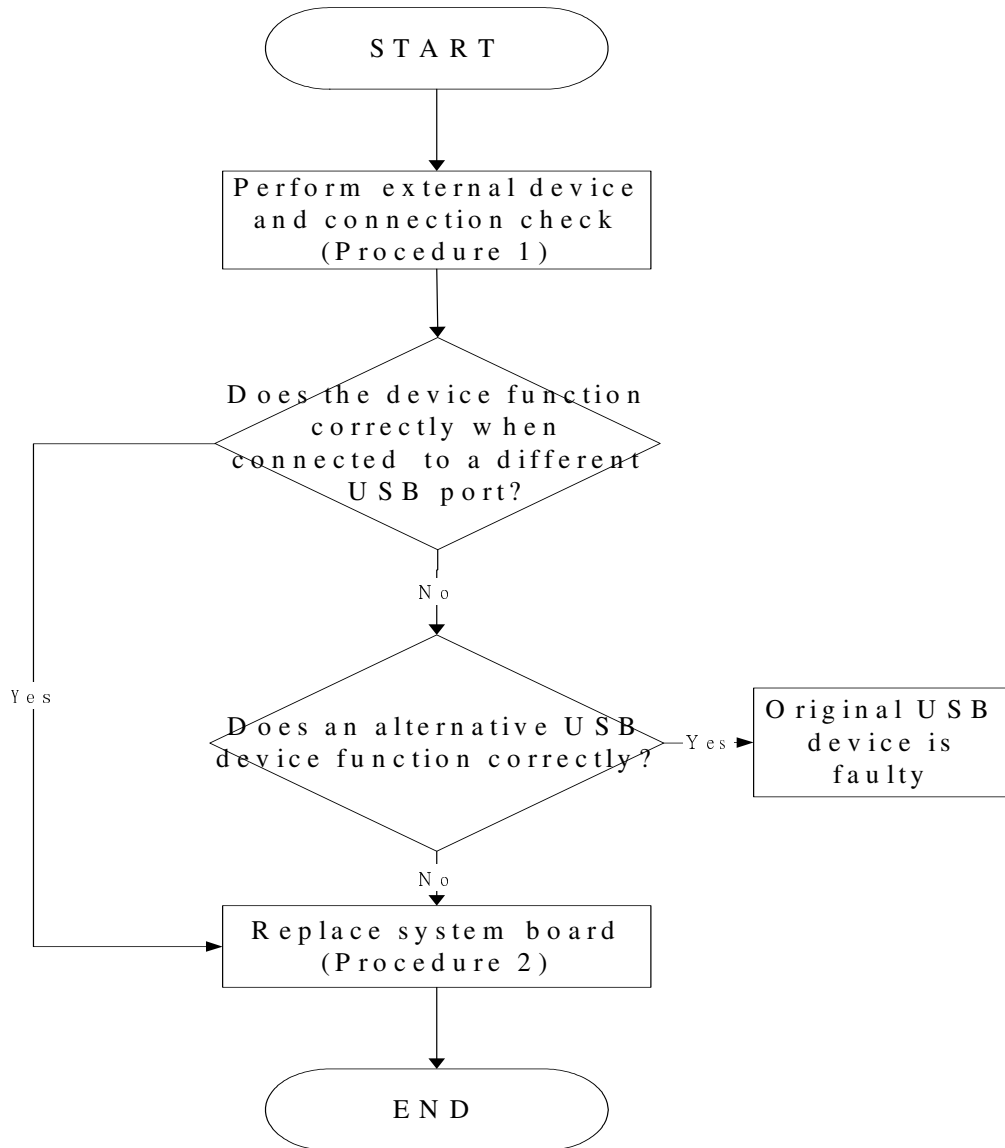 START
Perform external device
and connection check
(Procedure 1)
Does the device function
correctly when
connected to a different
USB port?
No
Yes
Does an alternative USB
device function correctly?
Yes
Original USB
device is
faulty
No
Replace system board
(Procedure 2)
END